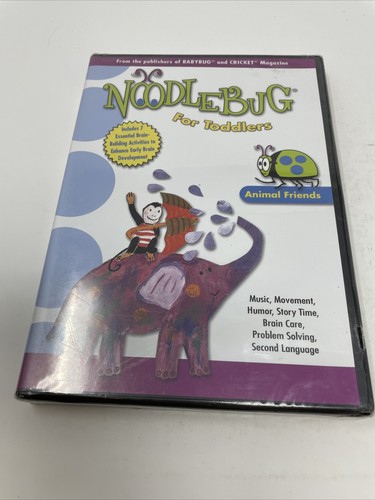 From the publishers of BABYBUG® and CRICKET® Magazine
NOODLEBUG®
For Toddlers
Includes 7
Essential Brain-
Building Activities to
Enhance Early Brain
Development
Animal Friends
Music, Movement,
Humor, Story Time,
Brain Care,
Problem Solving,
Second Language